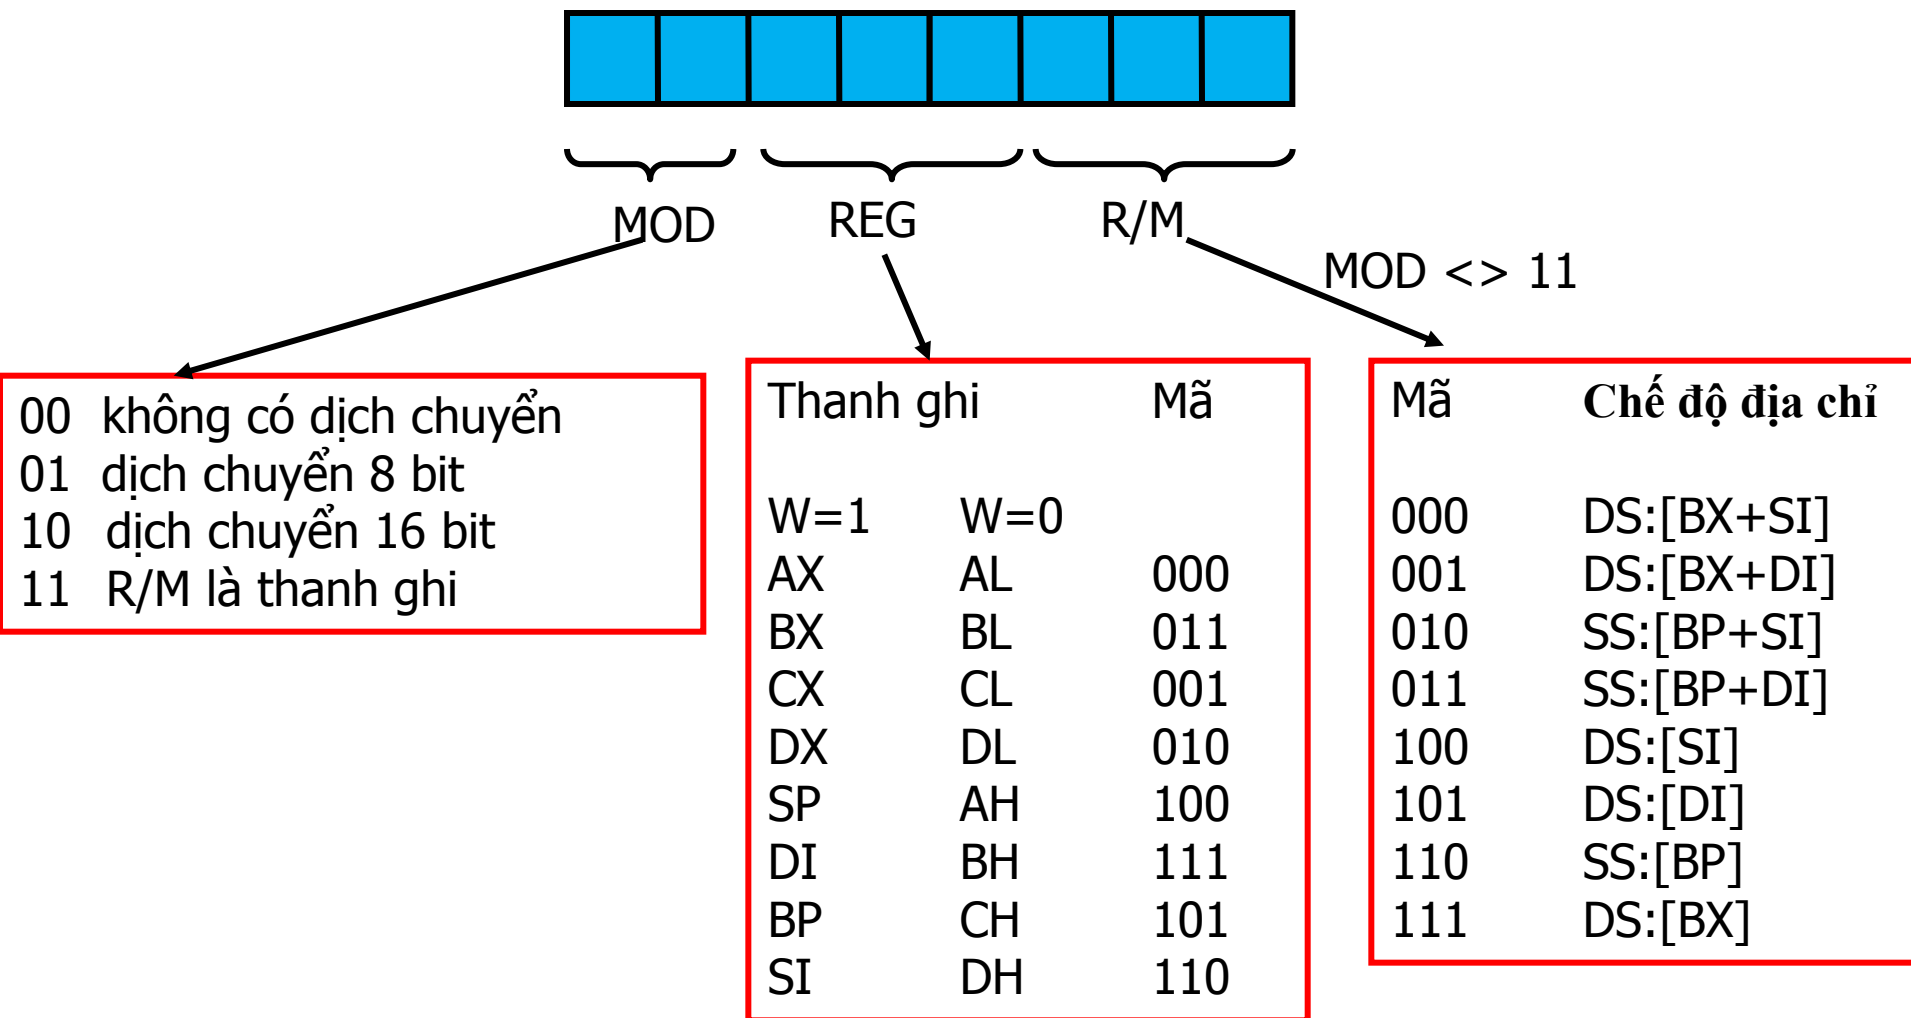 MOD REG R/M
MOD <> 11
00 không có dịch chuyển
01 dịch chuyển 8 bit
10 dịch chuyển 16 bit
11 R/M là thanh ghi
Thanh ghi Mã
W=1 W=0
AX AL 000
BX BL 011
CX CL 001
DX DL 010
SP AH 100
DI BH 111
BP CH 101
SI DH 110
Mã Chế độ địa chỉ
000 DS:[BX+SI]
001 DS:[BX+DI]
010 SS:[BP+SI]
011 SS:[BP+DI]
100 DS:[SI]
101 DS:[DI]
110 SS:[BP]
111 DS:[BX]